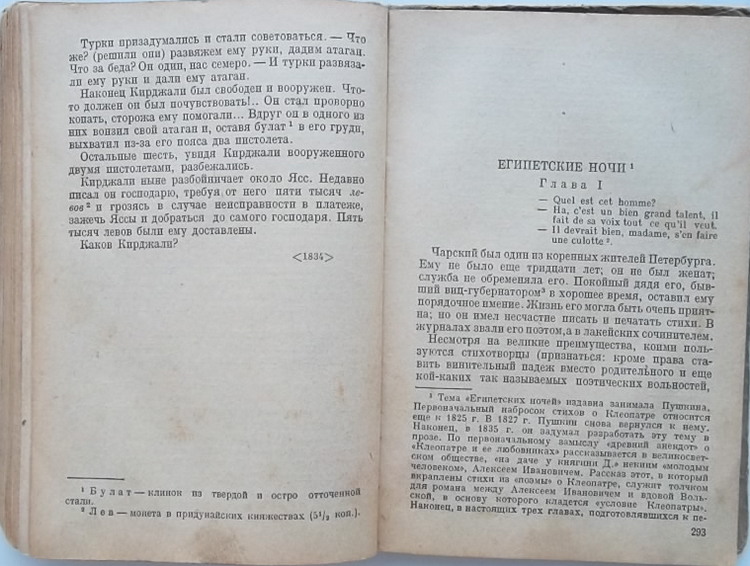 Турки призадумались и стали советоваться. — Что
же? (решили они) развяжем ему руки, дадим атаган.
Что за беда? Он один, нас семеро. — И турки развяза-
ли ему руки и дали ему атаган.
Наконец Кирджали был свободен и вооружен. Что-
то должен он был почувствовать!.. Он стал проворно
копать, сторожа ему помогали... Вдруг он в одного из
них вонзил свой атаган и, оставя булат¹ в его груди,
выхватил из-за его пояса два пистолета.
Остальные шесть, увидя Кирджали вооруженного
двумя пистолетами, разбежались.
Кирджали ныне разбойничает около Ясс. Недавно
писал он господарю, требуя от него пяти тысяч ле-
вов² и грозясь в случае неисправности в платеже,
зажечь Яссы и добраться до самого господаря. Пять
тысяч левов были ему доставлены.
Каков Кирджали?
<1834>
¹ Булат — клинок из твердой и остро отточенной
стали.
² Лев — монета в придунайских княжествах (5¹/₂ коп.).
ЕГИПЕТСКИЕ НОЧИ¹
Глава I
— Quel est cet homme?
— Ha, c'est un bien grand talent, il
fait de sa voix tout ce qu'il veut.
— Il devrait bien, madame, s'en faire
une culotte².
Чарский был один из коренных жителей Петербурга.
Ему не было еще тридцати лет; он не был женат;
служба не обременяла его. Покойный дядя его, быв-
ший виц-губернатором³ в хорошее время, оставил ему
порядочное имение. Жизнь его могла быть очень прият-
на; но он имел несчастие писать и печатать стихи. В
журналах звали его поэтом,а в лакейских сочинителем.
Несмотря на великие преимущества, коими поль-
зуются стихотворцы (признаться: кроме права ста-
вить винительный падеж вместо родительного и еще
кой-каких так называемых поэтических вольностей,
¹ Тема «Египетских ночей» издавна занимала Пушкина.
Первоначальный набросок стихов о Клеопатре относится
еще к 1825 г. В 1827 г. Пушкин снова вернулся к нему.
Наконец, в 1835 г. он задумал разработать эту тему в
прозе. По первоначальному замыслу «древний анекдот» о
«Клеопатре и ее любовниках» рассказывается в великосвет-
ском обществе, «на даче у княгини Д.» неким «молодым
человеком», Алексеем Ивановичем. Рассказ этот, в который
вкраплены стихи из «поэмы» о Клеопатре, служит толчком
для романа между Алексеем Ивановичем и вдовой Воль-
ской, в основу которого кладется «условие Клеопатры».
Наконец, в настоящих трех главах, подготовлявшихся к пе-
293